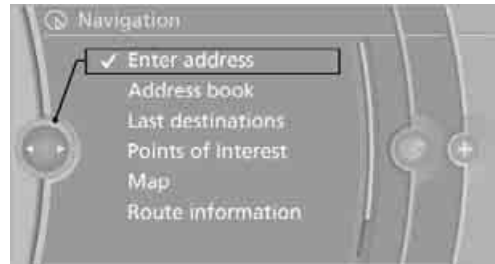 Navigation
Enter address
Address book
Last destinations
Points of Interest
Map
Route information